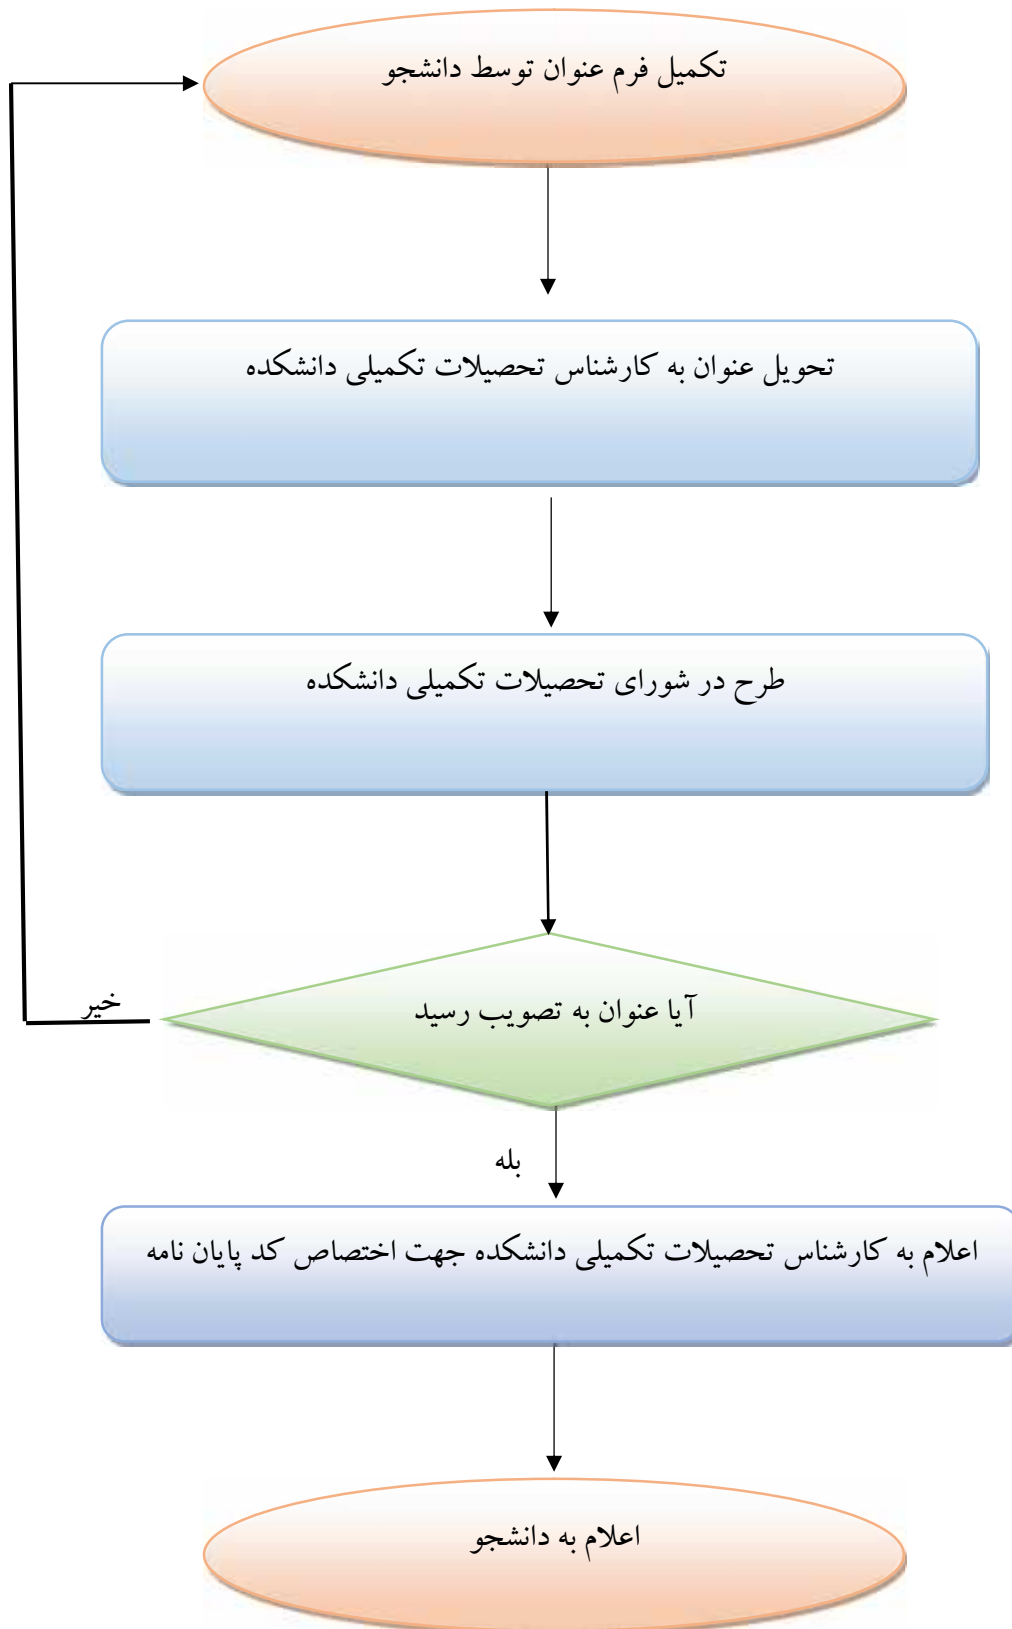 تکمیل فرم عنوان توسط دانشجو
تحویل عنوان به کارشناس تحصیلات تکمیلی دانشکده
طرح در شورای تحصیلات تکمیلی دانشکده
آیا عنوان به تصویب رسید
خیر
بله
اعلام به کارشناس تحصیلات تکمیلی دانشکده جهت اختصاص کد پایان نامه
اعلام به دانشجو